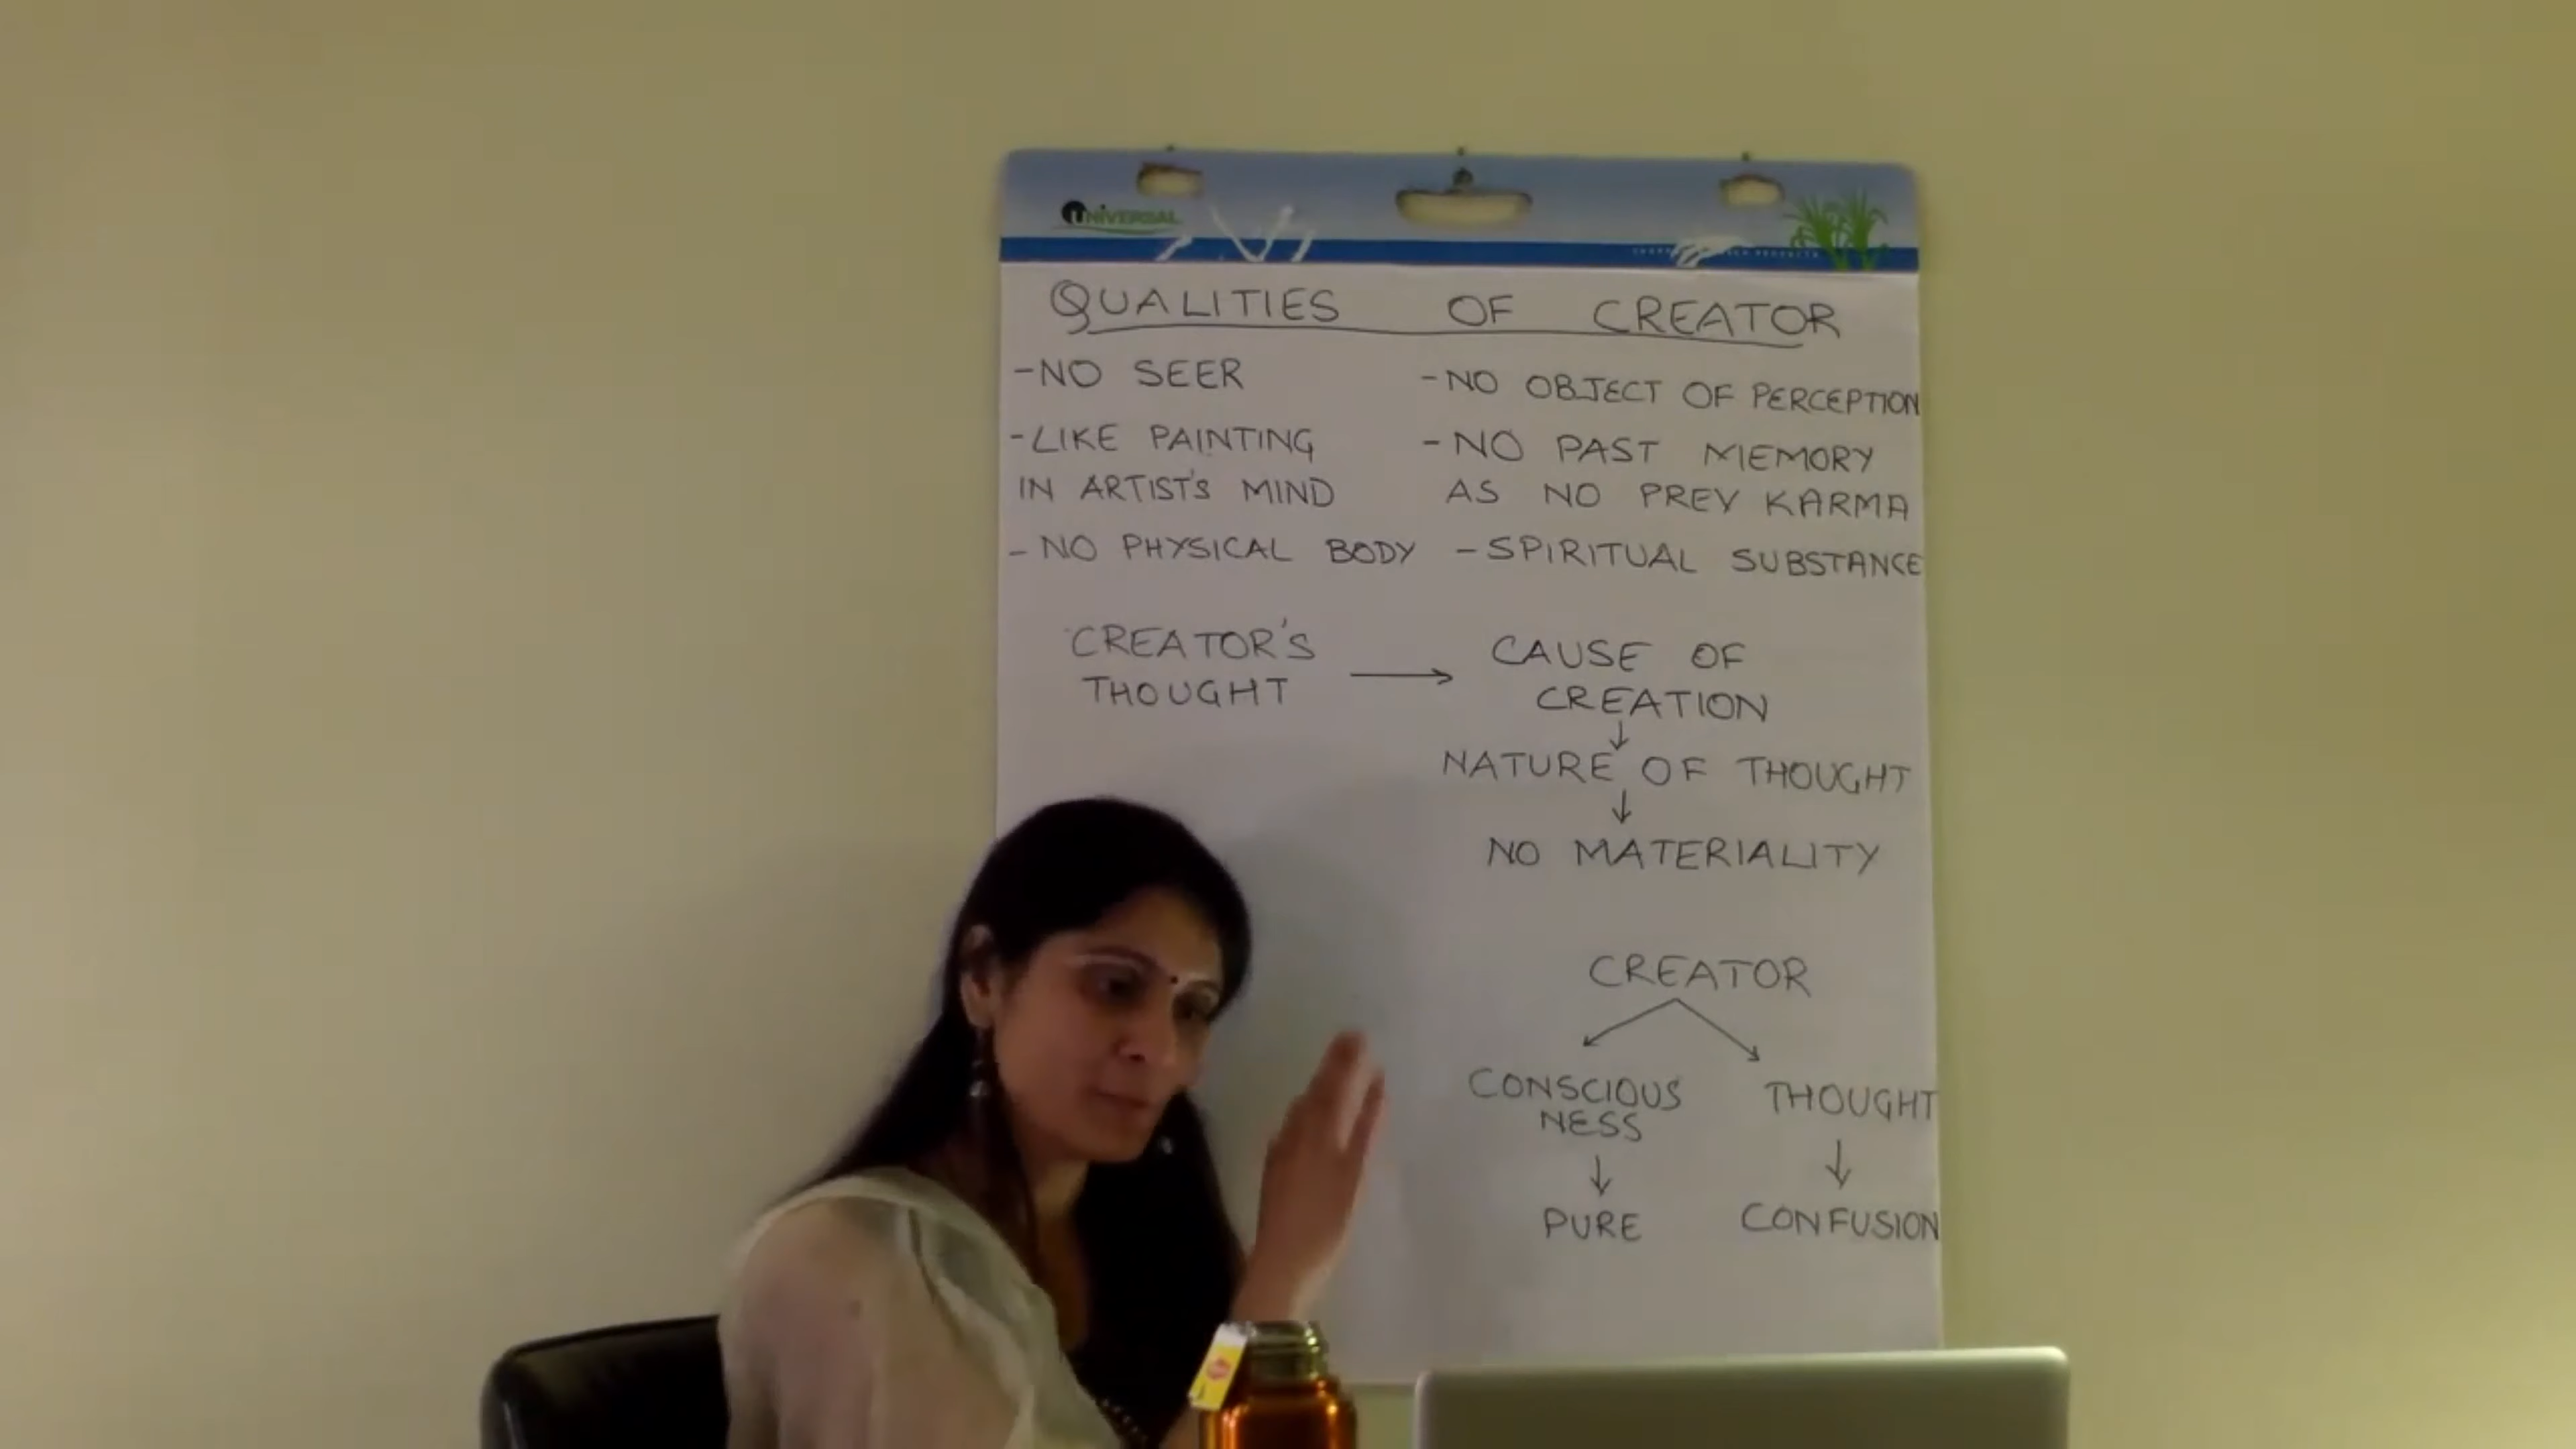 UNIVERSAL
QUALITIES OF CREATOR
-NO SEER
-NO OBJECT OF PERCEPTION
-LIKE PAINTING
IN ARTIST'S MIND
-NO PAST MEMORY
AS NO PREV KARMA
-NO PHYSICAL BODY
-SPIRITUAL SUBSTANCE
CREATOR'S
THOUGHT
→
CAUSE OF
CREATION
↓
NATURE OF THOUGHT
↓
NO MATERIALITY
CREATOR
CONSCIOUS
NESS
↓
PURE
THOUGHT
↓
CONFUSION